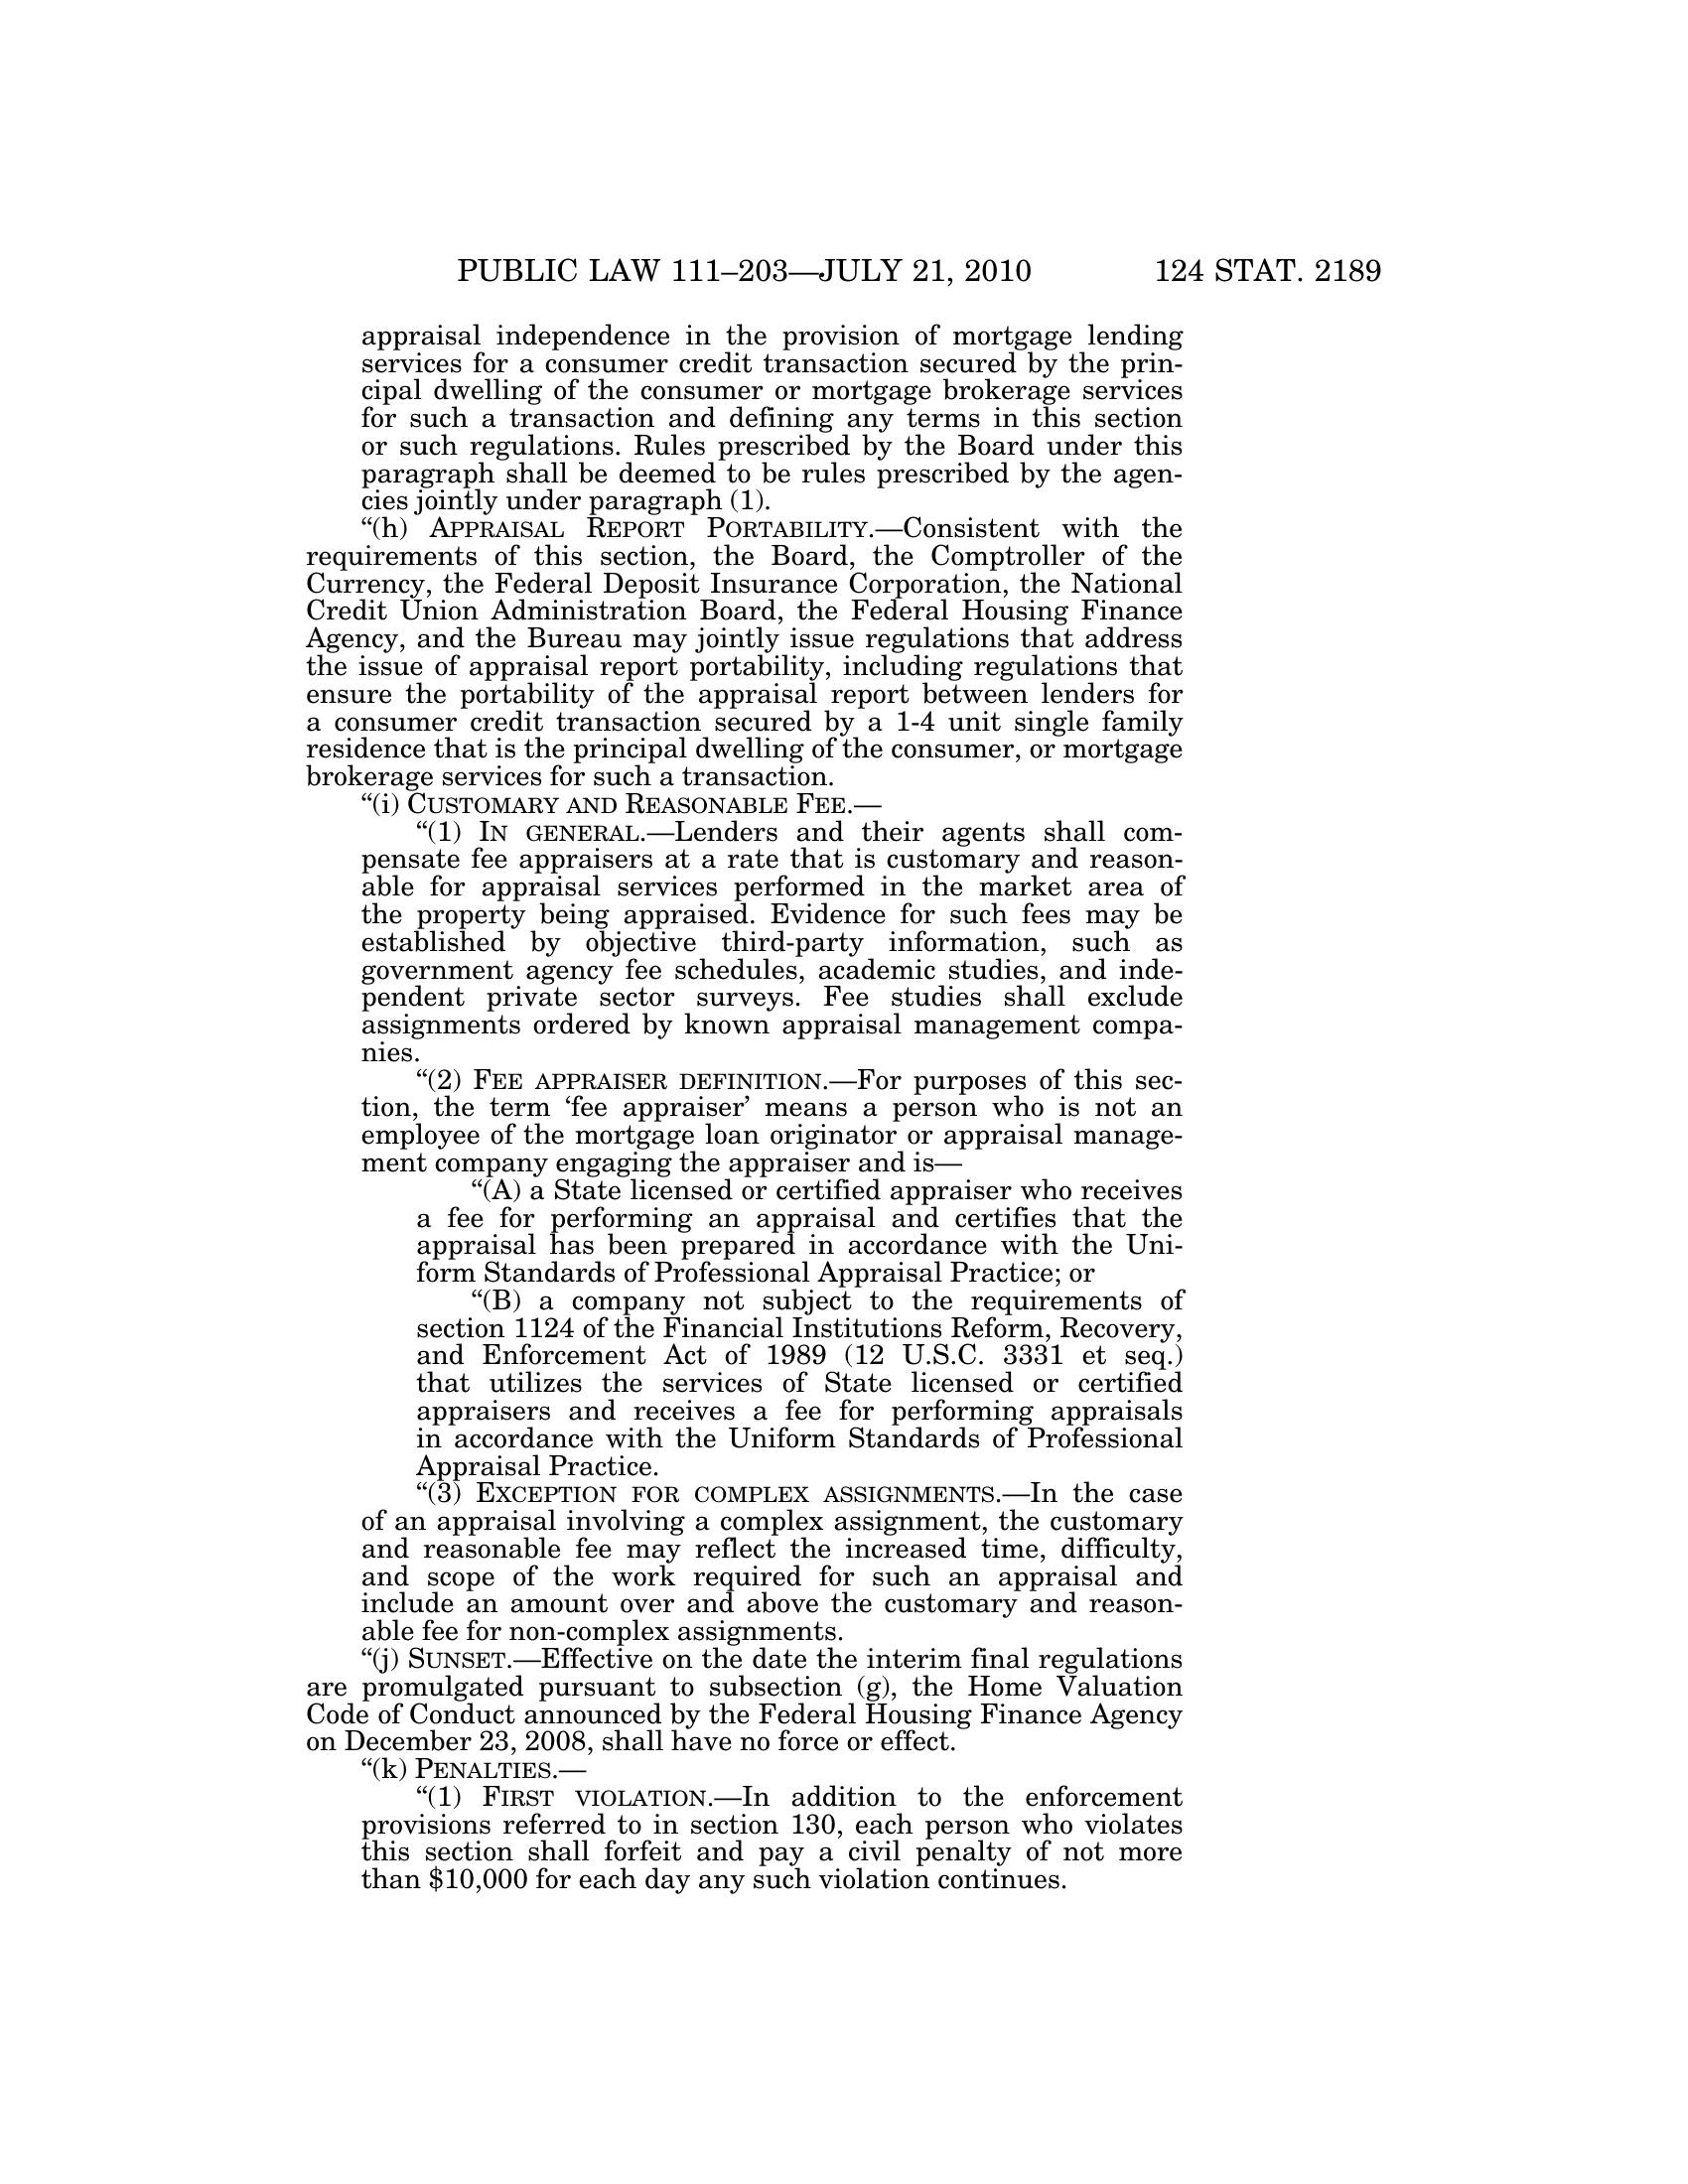 PUBLIC LAW 111–203—JULY 21, 2010 124 STAT. 2189
appraisal independence in the provision of mortgage lending
services for a consumer credit transaction secured by the prin-
cipal dwelling of the consumer or mortgage brokerage services
for such a transaction and defining any terms in this section
or such regulations. Rules prescribed by the Board under this
paragraph shall be deemed to be rules prescribed by the agen-
cies jointly under paragraph (1).
“(h) APPRAISAL REPORT PORTABILITY.—Consistent with the
requirements of this section, the Board, the Comptroller of the
Currency, the Federal Deposit Insurance Corporation, the National
Credit Union Administration Board, the Federal Housing Finance
Agency, and the Bureau may jointly issue regulations that address
the issue of appraisal report portability, including regulations that
ensure the portability of the appraisal report between lenders for
a consumer credit transaction secured by a 1-4 unit single family
residence that is the principal dwelling of the consumer, or mortgage
brokerage services for such a transaction.
“(i) CUSTOMARY AND REASONABLE FEE.—
“(1) IN GENERAL.—Lenders and their agents shall com-
pensate fee appraisers at a rate that is customary and reason-
able for appraisal services performed in the market area of
the property being appraised. Evidence for such fees may be
established by objective third-party information, such as
government agency fee schedules, academic studies, and inde-
pendent private sector surveys. Fee studies shall exclude
assignments ordered by known appraisal management compa-
nies.
“(2) FEE APPRAISER DEFINITION.—For purposes of this sec-
tion, the term ‘fee appraiser’ means a person who is not an
employee of the mortgage loan originator or appraisal manage-
ment company engaging the appraiser and is—
“(A) a State licensed or certified appraiser who receives
a fee for performing an appraisal and certifies that the
appraisal has been prepared in accordance with the Uni-
form Standards of Professional Appraisal Practice; or
“(B) a company not subject to the requirements of
section 1124 of the Financial Institutions Reform, Recovery,
and Enforcement Act of 1989 (12 U.S.C. 3331 et seq.)
that utilizes the services of State licensed or certified
appraisers and receives a fee for performing appraisals
in accordance with the Uniform Standards of Professional
Appraisal Practice.
“(3) EXCEPTION FOR COMPLEX ASSIGNMENTS.—In the case
of an appraisal involving a complex assignment, the customary
and reasonable fee may reflect the increased time, difficulty,
and scope of the work required for such an appraisal and
include an amount over and above the customary and reason-
able fee for non-complex assignments.
“(j) SUNSET.—Effective on the date the interim final regulations
are promulgated pursuant to subsection (g), the Home Valuation
Code of Conduct announced by the Federal Housing Finance Agency
on December 23, 2008, shall have no force or effect.
“(k) PENALTIES.—
“(1) FIRST VIOLATION.—In addition to the enforcement
provisions referred to in section 130, each person who violates
this section shall forfeit and pay a civil penalty of not more
than $10,000 for each day any such violation continues.